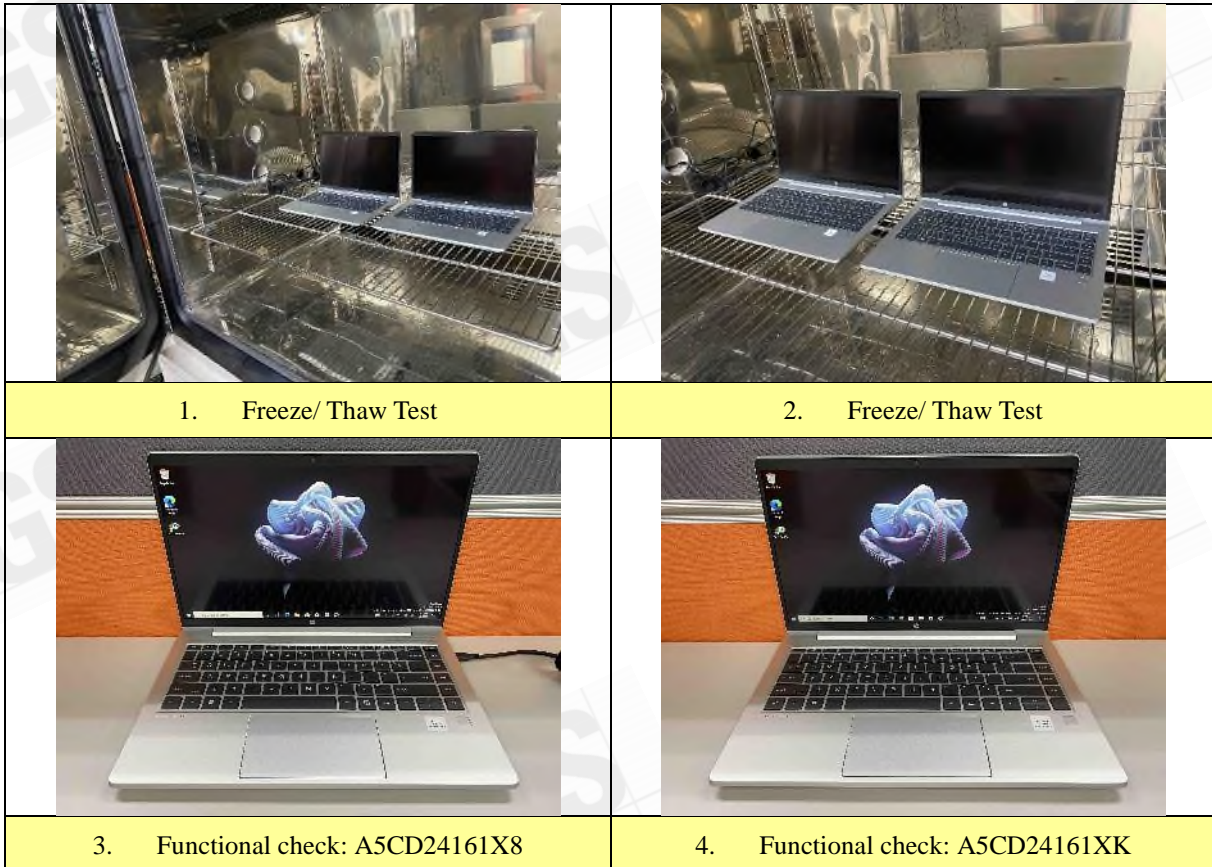 1. Freeze/ Thaw Test
2. Freeze/ Thaw Test
3. Functional check: A5CD24161X8
4. Functional check: A5CD24161XK